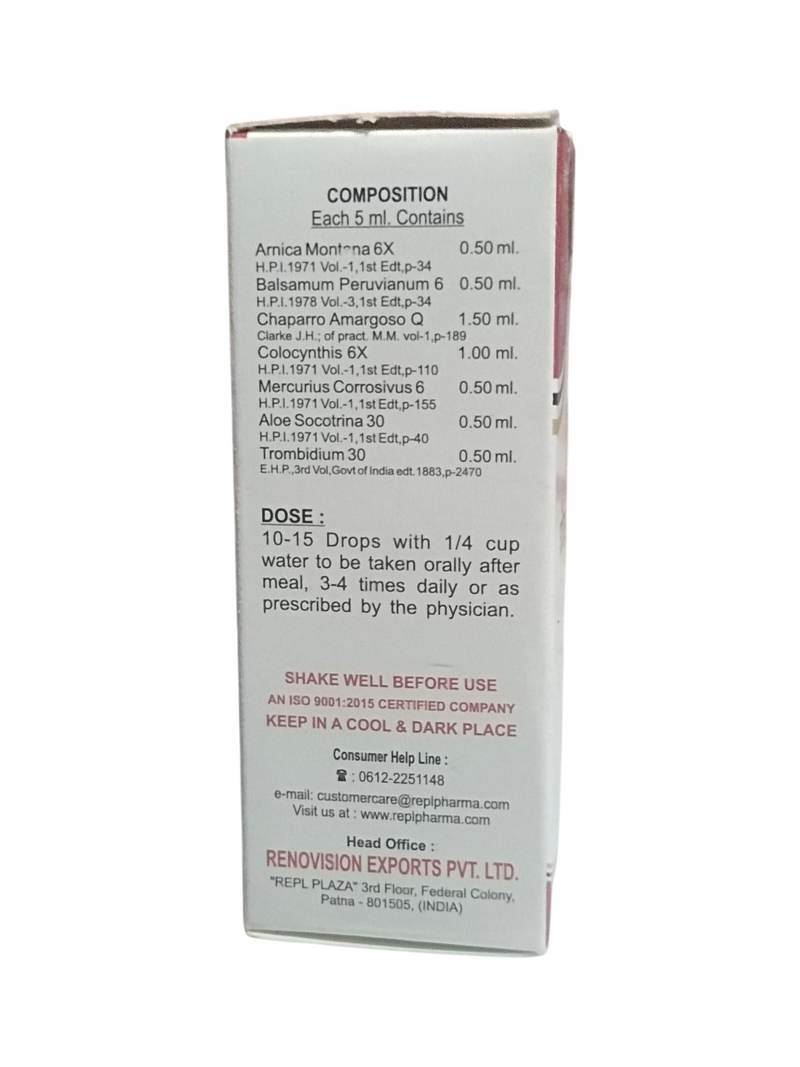 COMPOSITION
Each 5 ml. Contains
Arnica Montana 6X 0.50 ml.
H.P.I.1971 Vol.-1,1st Edt,p-34
Balsamum Peruvianum 6 0.50 ml.
H.P.I.1978 Vol.-3,1st Edt,p-34
Chaparro Amargoso Q 1.50 ml.
Clarke J.H.; of pract. M.M. vol-1,p-189
Colocynthis 6X 1.00 ml.
H.P.I.1971 Vol.-1,1st Edt,p-110
Mercurius Corrosivus 6 0.50 ml.
H.P.I.1971 Vol.-1,1st Edt,p-155
Aloe Socotrina 30 0.50 ml.
H.P.I.1971 Vol.-1,1st Edt,p-40
Trombidium 30 0.50 ml.
E.H.P.,3rd Vol,Govt of India edt.1883,p-2470
DOSE :
10-15 Drops with 1/4 cup
water to be taken orally after
meal, 3-4 times daily or as
prescribed by the physician.
SHAKE WELL BEFORE USE
AN ISO 9001:2015 CERTIFIED COMPANY
KEEP IN A COOL & DARK PLACE
Consumer Help Line :
☎ : 0612-2251148
e-mail: customercare@replpharma.com
Visit us at : www.replpharma.com
Head Office :
RENOVISION EXPORTS PVT. LTD.
"REPL PLAZA" 3rd Floor, Federal Colony,
Patna - 801505, (INDIA)